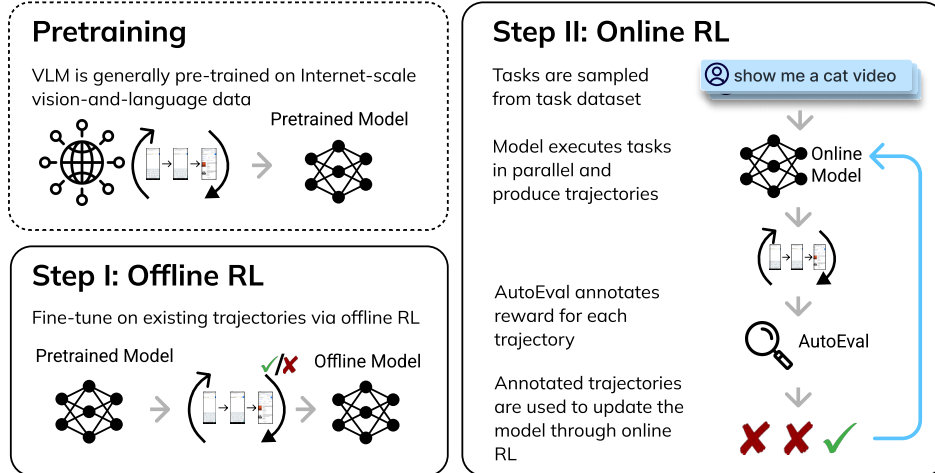 Pretraining
VLM is generally pre-trained on Internet-scale
vision-and-language data
Pretrained Model
Step I: Offline RL
Fine-tune on existing trajectories via offline RL
Pretrained Model
Offline Model
Step II: Online RL
Tasks are sampled
from task dataset
show me a cat video
Model executes tasks
in parallel and
produce trajectories
Online
Model
AutoEval annotates
reward for each
trajectory
AutoEval
Annotated trajectories
are used to update the
model through online
RL